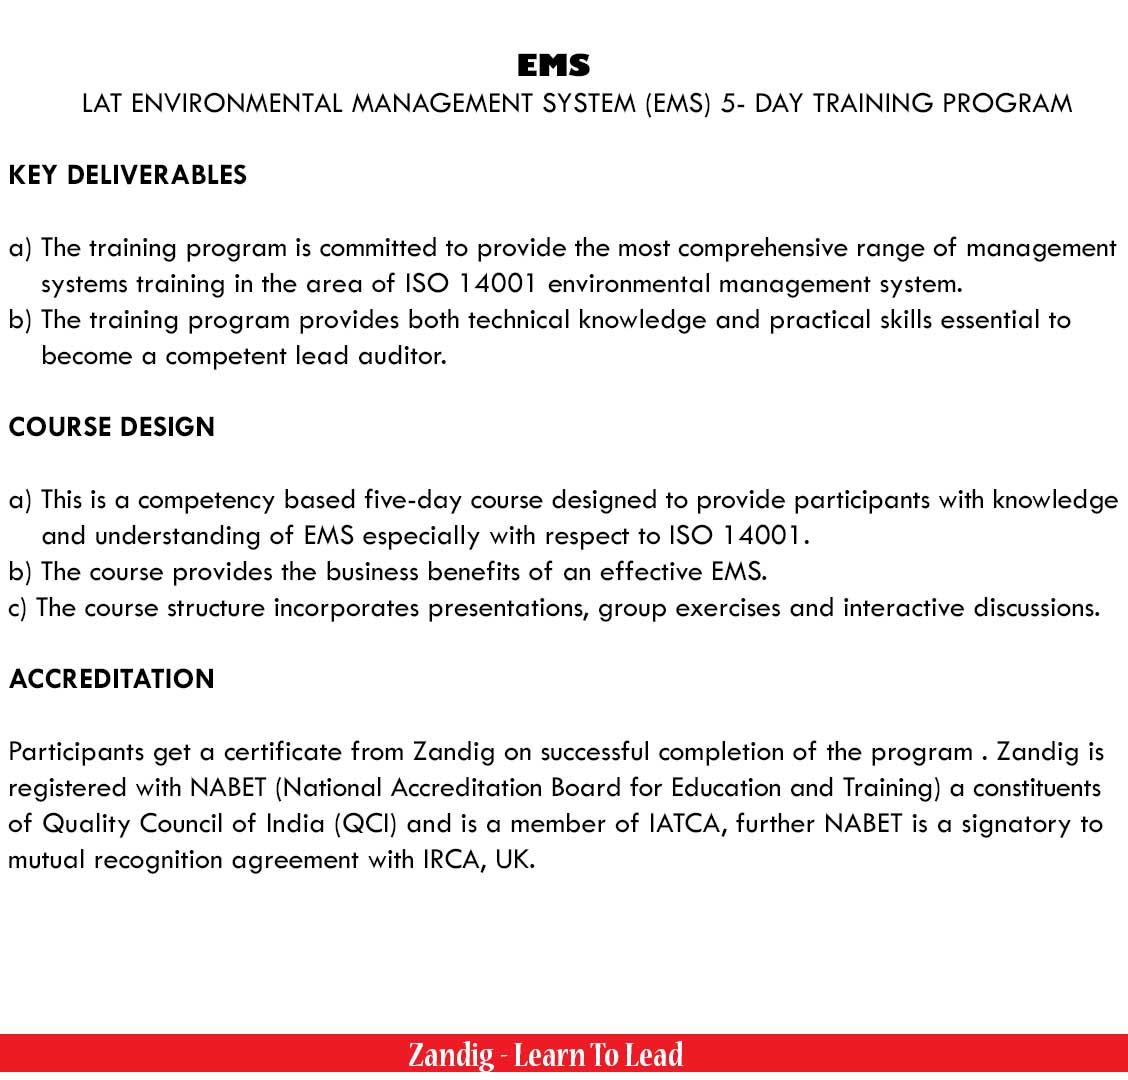 EMS
LAT ENVIRONMENTAL MANAGEMENT SYSTEM (EMS) 5- DAY TRAINING PROGRAM
KEY DELIVERABLES
a) The training program is committed to provide the most comprehensive range of management
systems training in the area of ISO 14001 environmental management system.
b) The training program provides both technical knowledge and practical skills essential to
become a competent lead auditor.
COURSE DESIGN
a) This is a competency based five-day course designed to provide participants with knowledge
and understanding of EMS especially with respect to ISO 14001.
b) The course provides the business benefits of an effective EMS.
c) The course structure incorporates presentations, group exercises and interactive discussions.
ACCREDITATION
Participants get a certificate from Zandig on successful completion of the program . Zandig is
registered with NABET (National Accreditation Board for Education and Training) a constituents
of Quality Council of India (QCI) and is a member of IATCA, further NABET is a signatory to
mutual recognition agreement with IRCA, UK.
Zandig - Learn To Lead